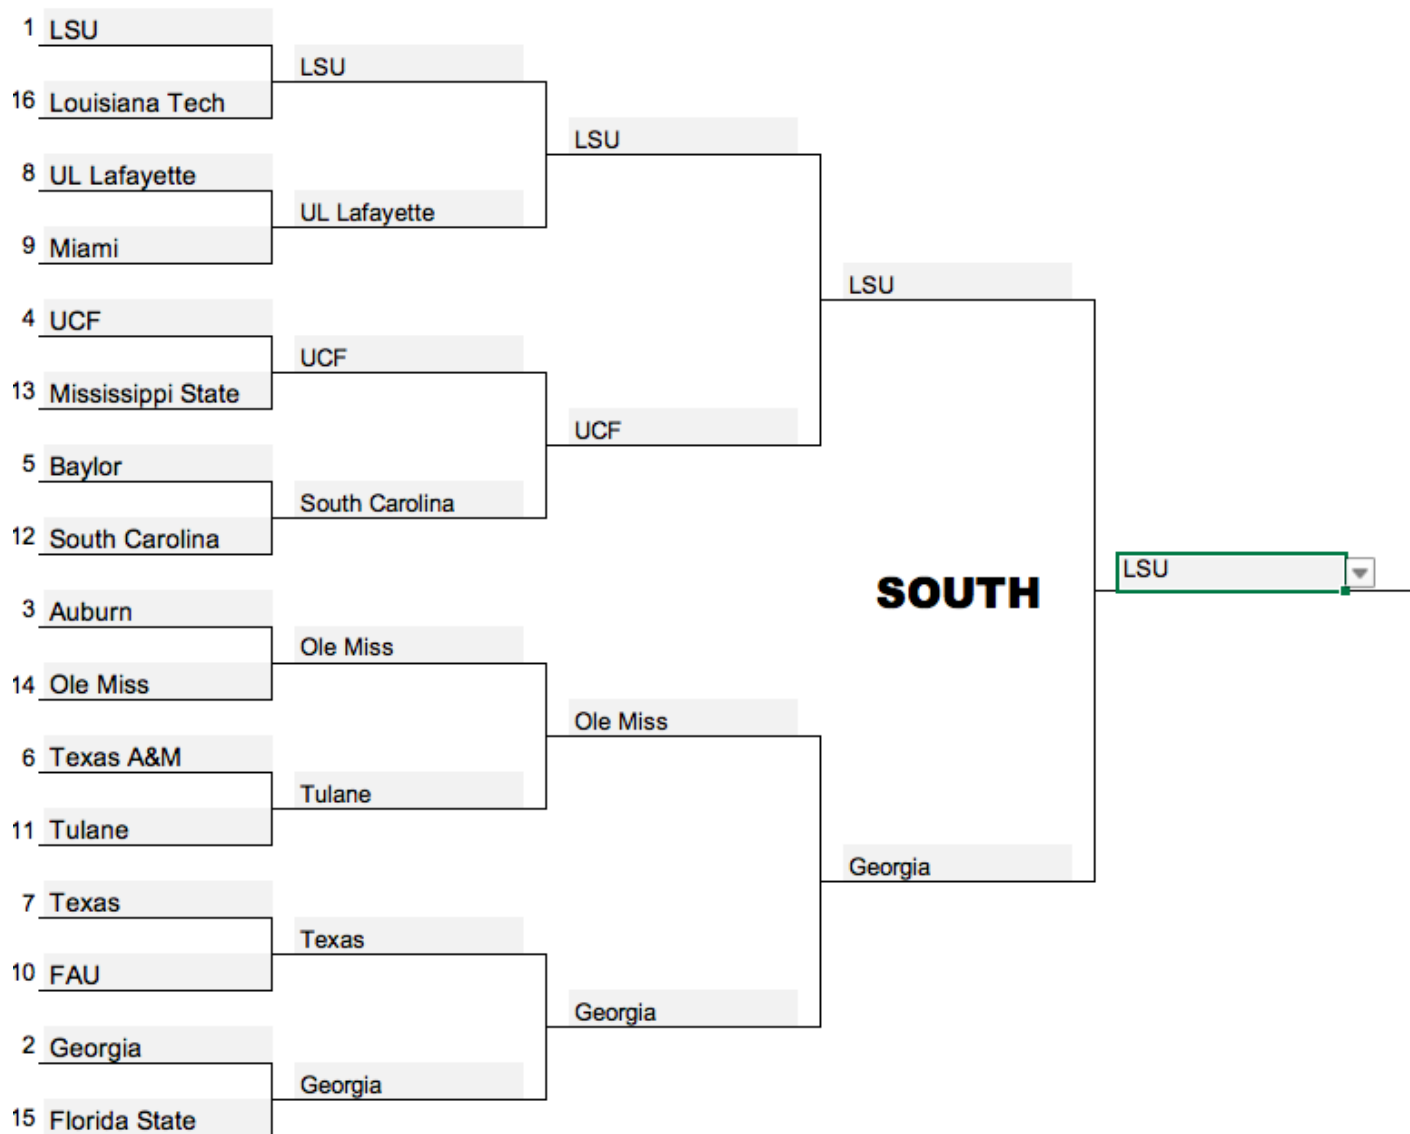 1 LSU
16 Louisiana Tech
8 UL Lafayette
9 Miami
4 UCF
13 Mississippi State
5 Baylor
12 South Carolina
3 Auburn
14 Ole Miss
6 Texas A&M
11 Tulane
7 Texas
10 FAU
2 Georgia
15 Florida State
LSU
UL Lafayette
UCF
South Carolina
Ole Miss
Tulane
Texas
Georgia
LSU
UCF
Ole Miss
Georgia
LSU
Georgia
SOUTH
LSU